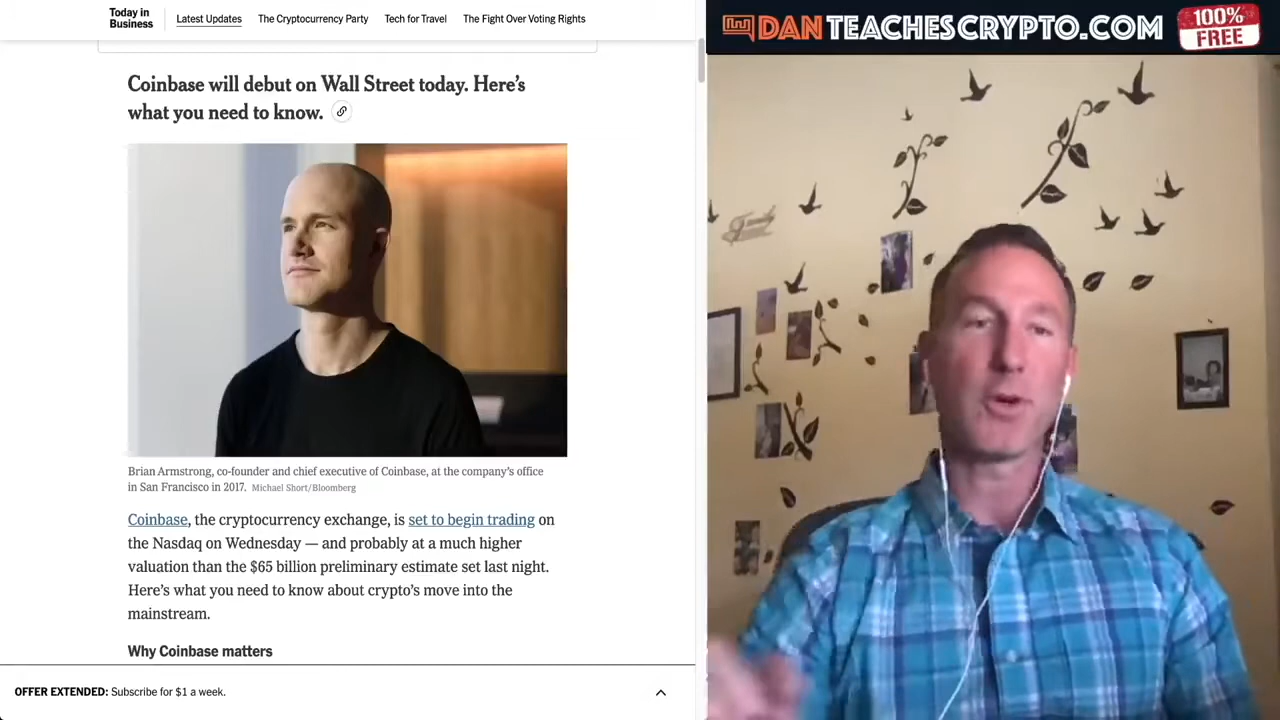 Today in
Business
Latest Updates
The Cryptocurrency Party
Tech for Travel
The Fight Over Voting Rights
Coinbase will debut on Wall Street today. Here's
what you need to know.
Brian Armstrong, co-founder and chief executive of Coinbase, at the company's office
in San Francisco in 2017. Michael Short/Bloomberg
Coinbase, the cryptocurrency exchange, is set to begin trading on
the Nasdaq on Wednesday — and probably at a much higher
valuation than the $65 billion preliminary estimate set last night.
Here's what you need to know about crypto's move into the
mainstream.
Why Coinbase matters
OFFER EXTENDED: Subscribe for $1 a week.
DANTEACHESCRYPTO.COM
100%
FREE
Family